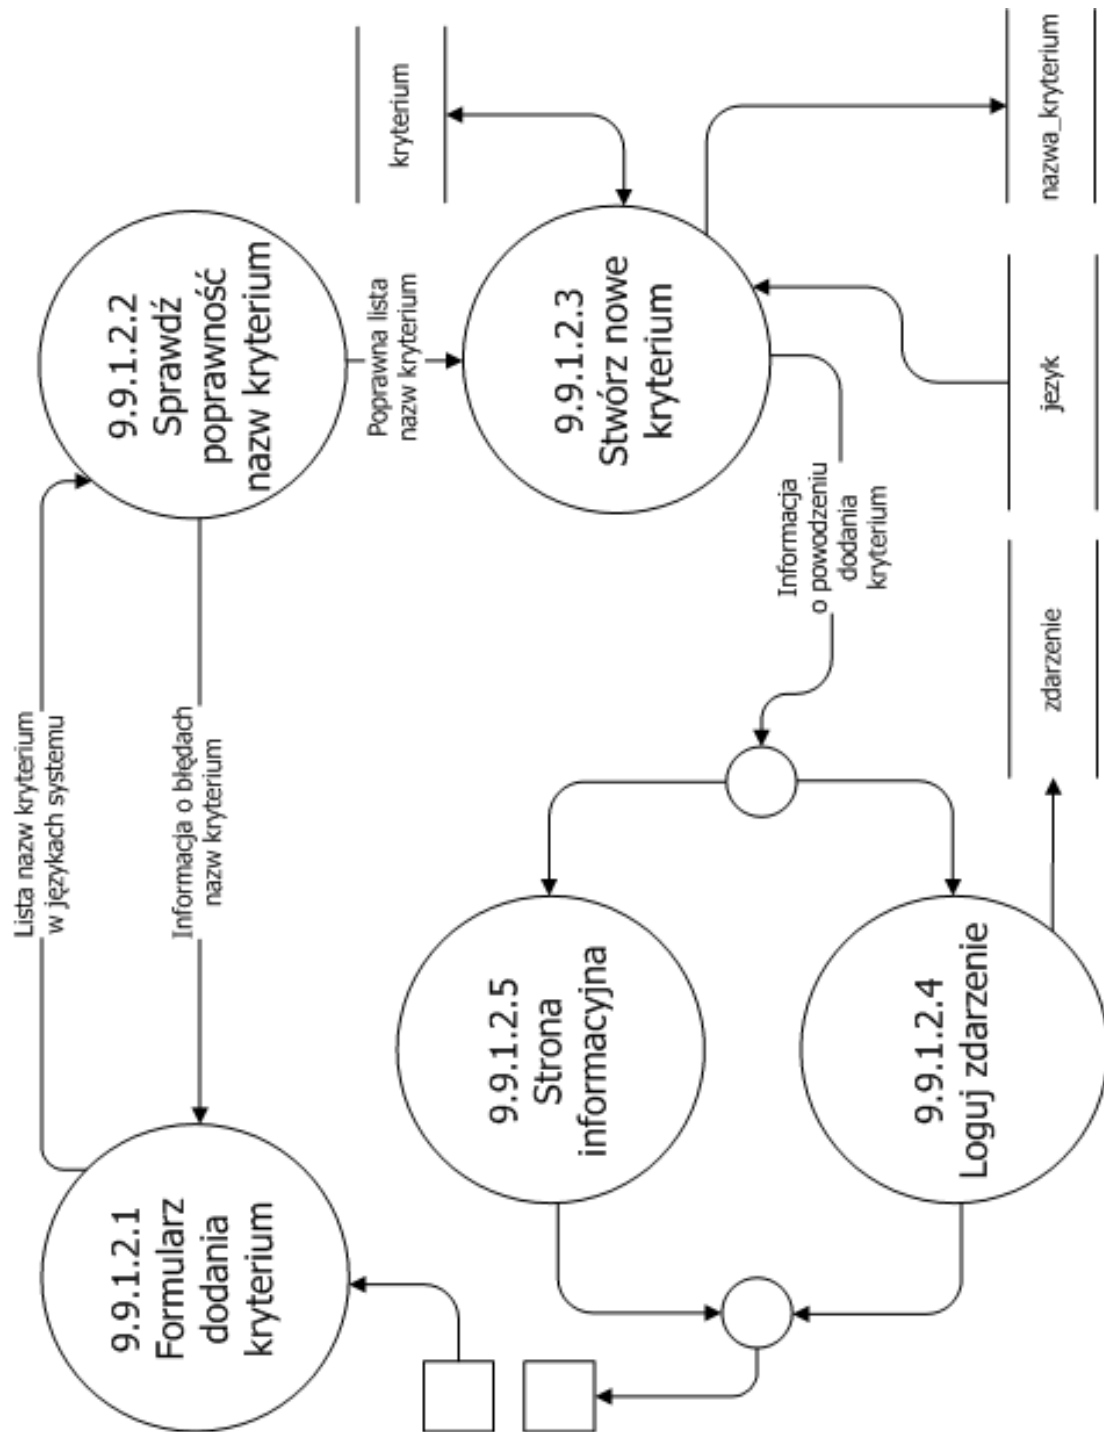 9.9.1.2.1
Formularz
dodania
kryterium
Lista nazw kryterium
w językach systemu
Informacja o błędach
nazw kryterium
9.9.1.2.2
Sprawdź
poprawność
nazw kryterium
Poprawna lista
nazw kryterium
kryterium
9.9.1.2.5
Strona
informacyjna
9.9.1.2.3
Stwórz nowe
kryterium
Informacja
o powodzeniu
dodania
kryterium
9.9.1.2.4
Loguj zdarzenie
zdarzenie
jezyk
nazwa_kryterium